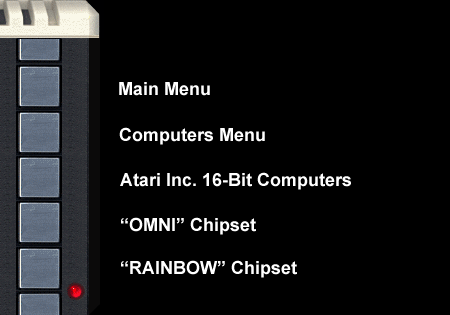 Main Menu
Computers Menu
Atari Inc. 16-Bit Computers
“OMNI” Chipset
“RAINBOW” Chipset